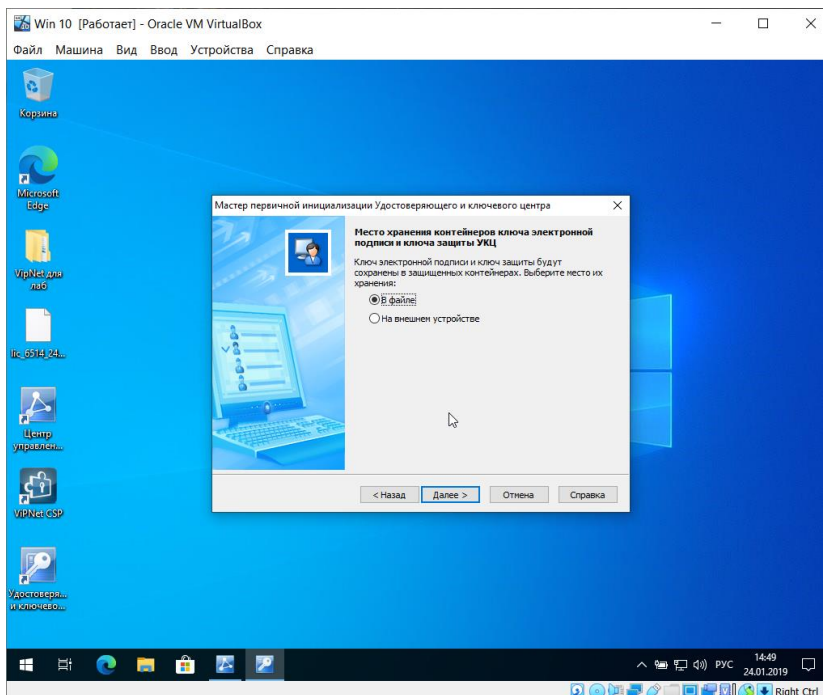 Win 10 [Работает] - Oracle VM VirtualBox
Файл Машина Вид Ввод Устройства Справка
Корзина
Microsoft
Edge
VipNet для
лаб
lic_6514_24...
Центр
управлен...
ViPNet CSP
Удостоверя...
и ключево...
Мастер первичной инициализации Удостоверяющего и ключевого центра
Место хранения контейнеров ключа электронной
подписи и ключа защиты УКЦ
Ключ электронной подписи и ключ защиты будут
сохранены в защищенных контейнерах. Выберите место их
хранения:
В файле
На внешнем устройстве
< Назад Далее > Отмена Справка
РУС
14:49
24.01.2019
Right Ctrl